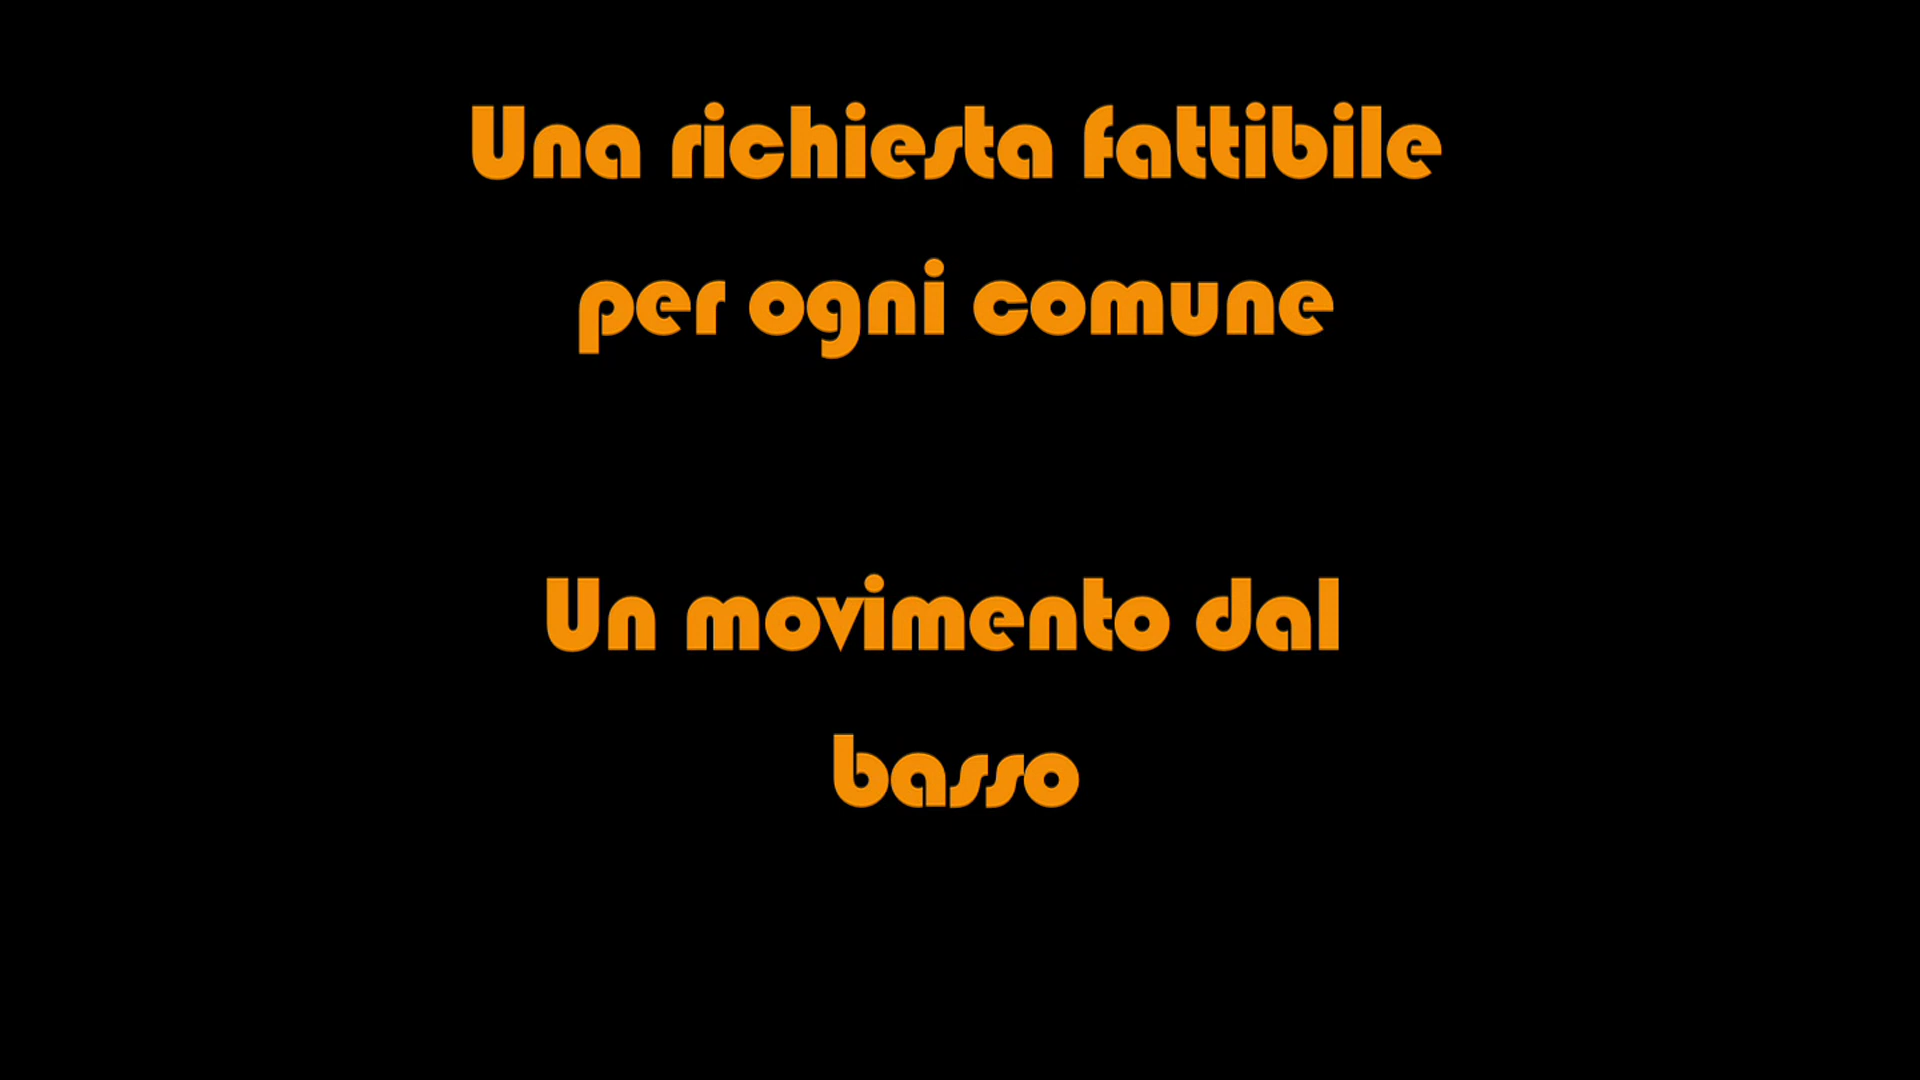 Una richiesta fattibile
per ogni comune
Un movimento dal
basso